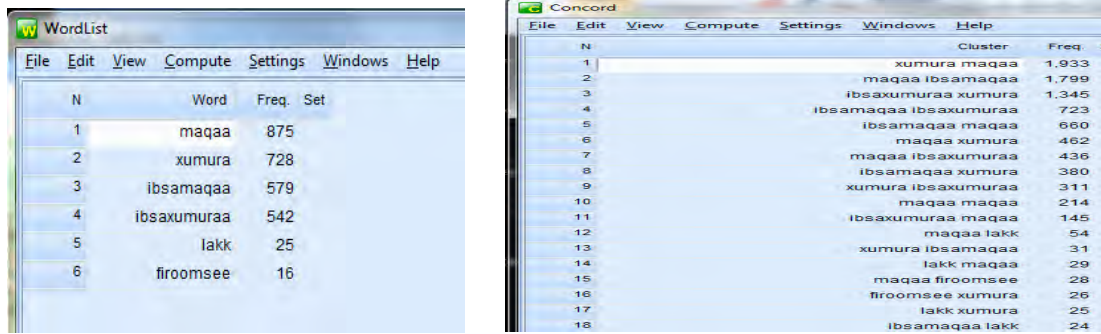 WordList
File Edit View Compute Settings Windows Help
N Word Freq. Set
1 maqaa 875
2 xumura 728
3 ibsamaqaa 579
4 ibsaxumuraa 542
5 lakk 25
6 firoomsee 16
Concord
File Edit View Compute Settings Windows Help
N Cluster Freq
1 xumura maqaa 1,933
2 maqaa ibsamaqaa 1,799
3 ibsaxumuraa xumura 1,345
4 ibsamaqaa ibsaxumuraa 723
5 ibsamaqaa maqaa 660
6 maqaa xumura 462
7 maqaa ibsaxumuraa 436
8 ibsamaqaa xumura 380
9 xumura ibsaxumuraa 311
10 maqaa maqaa 214
11 ibsaxumuraa maqaa 145
12 maqaa lakk 54
13 xumura ibsamaqaa 31
14 lakk maqaa 29
15 maqaa firoomsee 28
16 firoomsee xumura 26
17 lakk xumura 25
18 ibsamaqaa lakk 24